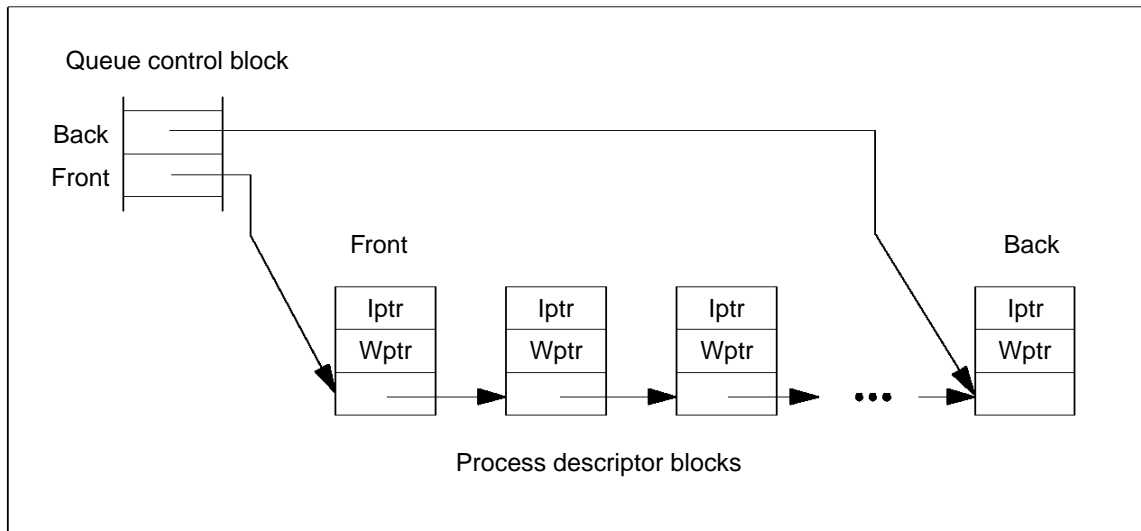 Queue control block
Back
Front
Front
Back
Iptr
Iptr
Iptr
Iptr
Wptr
Wptr
Wptr
Wptr
Process descriptor blocks